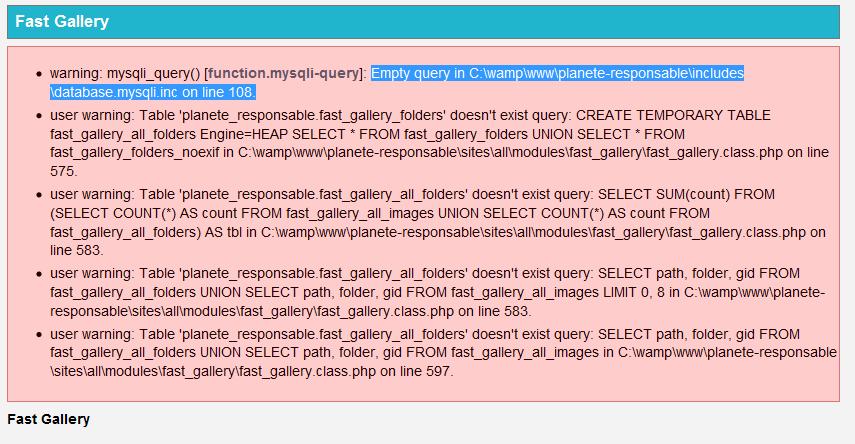 Fast Gallery
• warning: mysqli_query() [function.mysqli-query]: Empty query in C:\wamp\www\planete-responsable\includes
\database.mysqli.inc on line 108.
• user warning: Table 'planete_responsable.fast_gallery_folders' doesn't exist query: CREATE TEMPORARY TABLE
fast_gallery_all_folders Engine=HEAP SELECT * FROM fast_gallery_folders UNION SELECT * FROM
fast_gallery_folders_noexif in C:\wamp\www\planete-responsable\sites\all\modules\fast_gallery\fast_gallery.class.php on line
575.
• user warning: Table 'planete_responsable.fast_gallery_all_folders' doesn't exist query: SELECT SUM(count) FROM
(SELECT COUNT(*) AS count FROM fast_gallery_all_images UNION SELECT COUNT(*) AS count FROM
fast_gallery_all_folders) AS tbl in C:\wamp\www\planete-responsable\sites\all\modules\fast_gallery\fast_gallery.class.php on
line 583.
• user warning: Table 'planete_responsable.fast_gallery_all_folders' doesn't exist query: SELECT path, folder, gid FROM
fast_gallery_all_folders UNION SELECT path, folder, gid FROM fast_gallery_all_images LIMIT 0, 8 in C:\wamp\www\planete-
responsable\sites\all\modules\fast_gallery\fast_gallery.class.php on line 583.
• user warning: Table 'planete_responsable.fast_gallery_all_folders' doesn't exist query: SELECT path, folder, gid FROM
fast_gallery_all_folders UNION SELECT path, folder, gid FROM fast_gallery_all_images in C:\wamp\www\planete-responsable
\sites\all\modules\fast_gallery\fast_gallery.class.php on line 597.
Fast Gallery